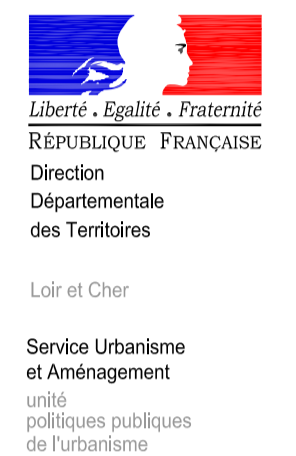 Liberté • Egalité • Fraternité
RÉPUBLIQUE FRANÇAISE
Direction
Départementale
des Territoires
Loir et Cher
Service Urbanisme
et Aménagement
unité
politiques publiques
de l'urbanisme